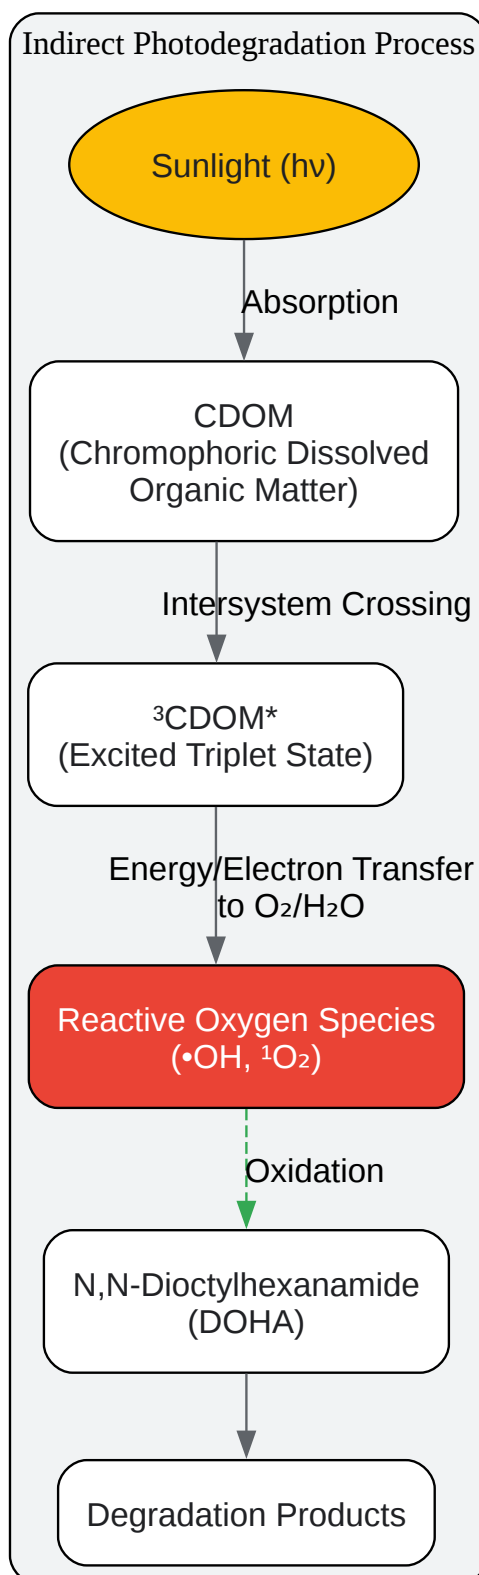 Indirect Photodegradation Process
Sunlight (hν)
Absorption
CDOM
(Chromophoric Dissolved
Organic Matter)
Intersystem Crossing
³CDOM*
(Excited Triplet State)
Energy/Electron Transfer
to O₂/H₂O
Reactive Oxygen Species
(•OH, ¹O₂)
Oxidation
N,N-Dioctylhexanamide
(DOHA)
Degradation Products